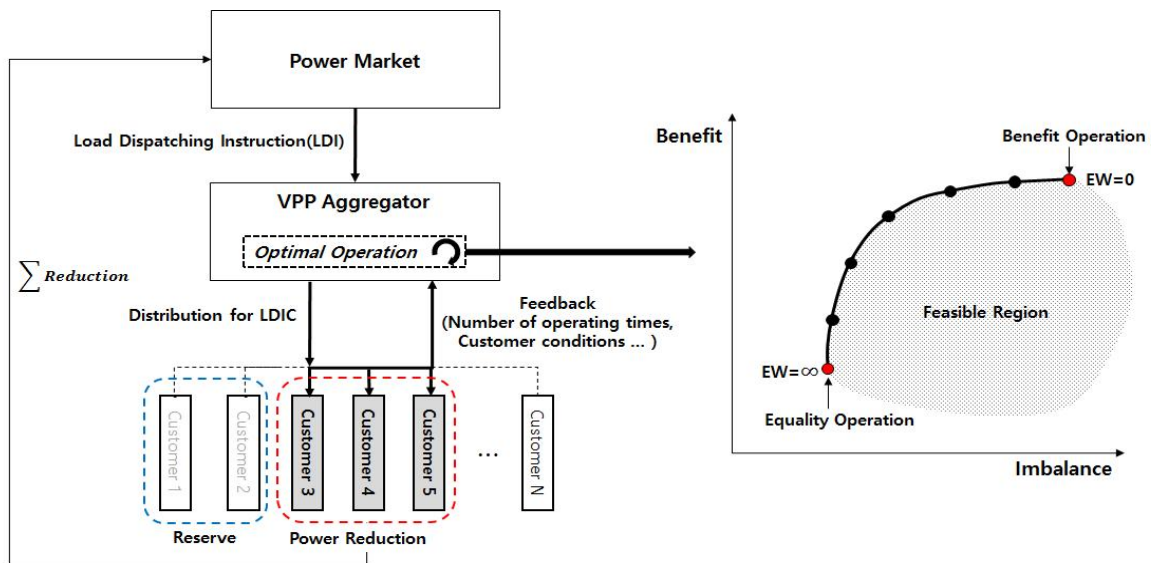 Power Market
Load Dispatching Instruction(LDI)
VPP Aggregator
Optimal Operation
∑ Reduction
Distribution for LDIC
Feedback
(Number of operating times,
Customer conditions ... )
Customer 1
Customer 2
Customer 3
Customer 4
Customer 5
...
Customer N
Reserve
Power Reduction
Benefit
Benefit Operation
EW=0
Feasible Region
EW=∞
Equality Operation
Imbalance